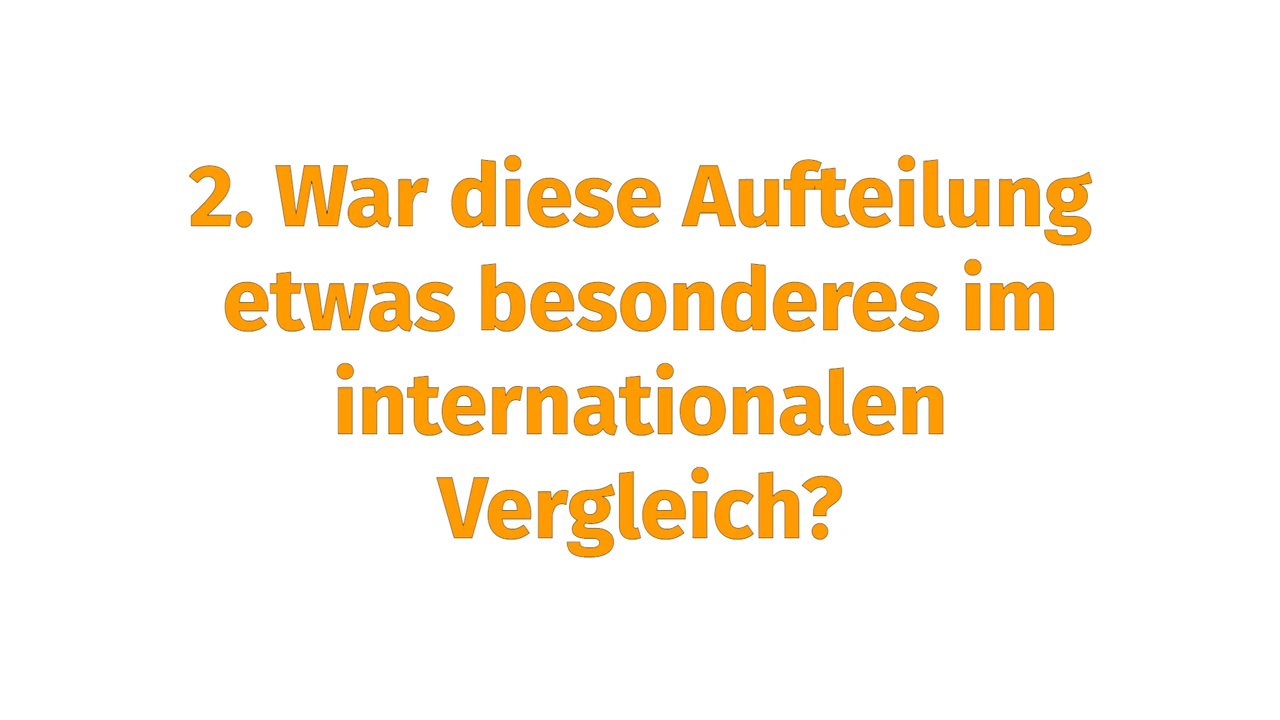 2. War diese Aufteilung
etwas besonderes im
internationalen
Vergleich?